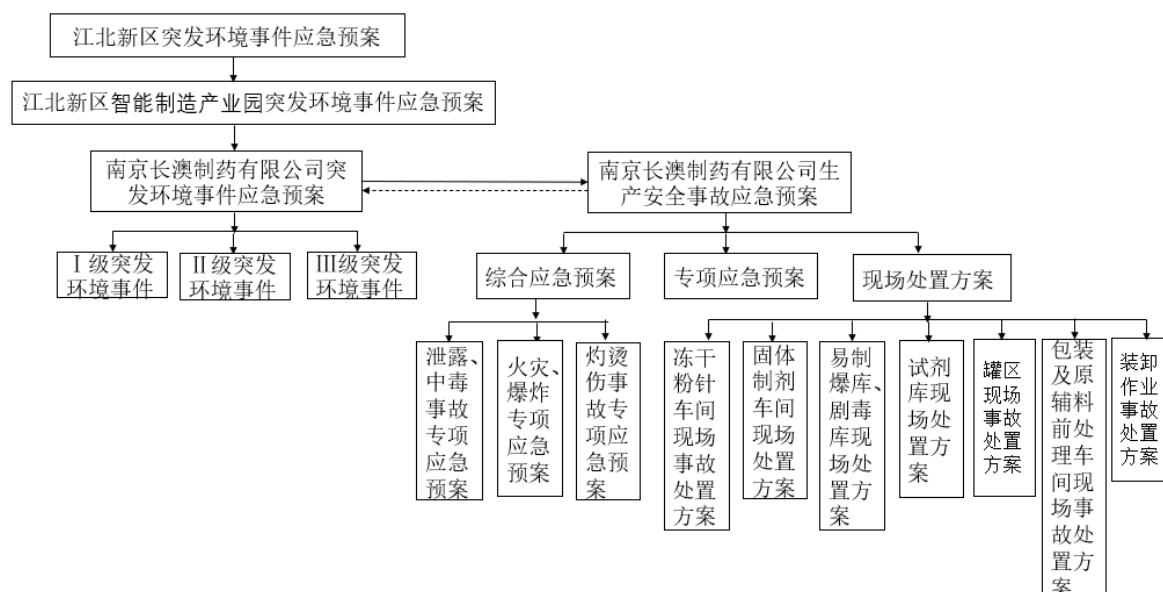 江北新区突发环境事件应急预案
江北新区智能制造产业园突发环境事件应急预案
南京长澳制药有限公司突
发环境事件应急预案
南京长澳制药有限公司生
产安全事故应急预案
Ⅰ级突发
环境事件
Ⅱ级突发
环境事件
Ⅲ级突发
环境事件
综合应急预案
专项应急预案
现场处置方案
泄露、
中毒
事故
专项
应急
预案
火灾、
爆炸
专项
应急
预案
灼烫
伤事
故专
项应
急预
案
冻干
粉针
车间
现场
事故
处置
方案
固体
制剂
车间
现场
处置
方案
易制
爆库、
剧毒
库现
场处
置方
案
试剂
库现
场处
置方
案
罐区
现场
事故
处置
方案
包装
及原
辅料
前处
理车
间现
场事
故处
置方
案
装卸
作业
事故
处置
方案